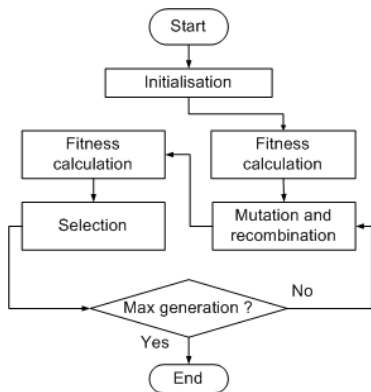 Start
Initialisation
Fitness
calculation
Fitness
calculation
Selection
Mutation and
recombination
Max generation ?
No
Yes
End